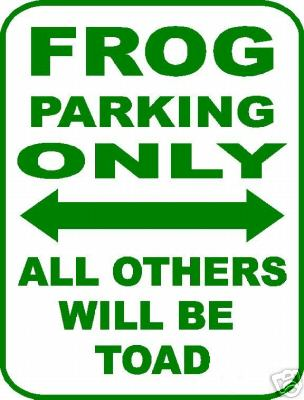 FROG
PARKING
ONLY
ALL OTHERS
WILL BE
TOAD